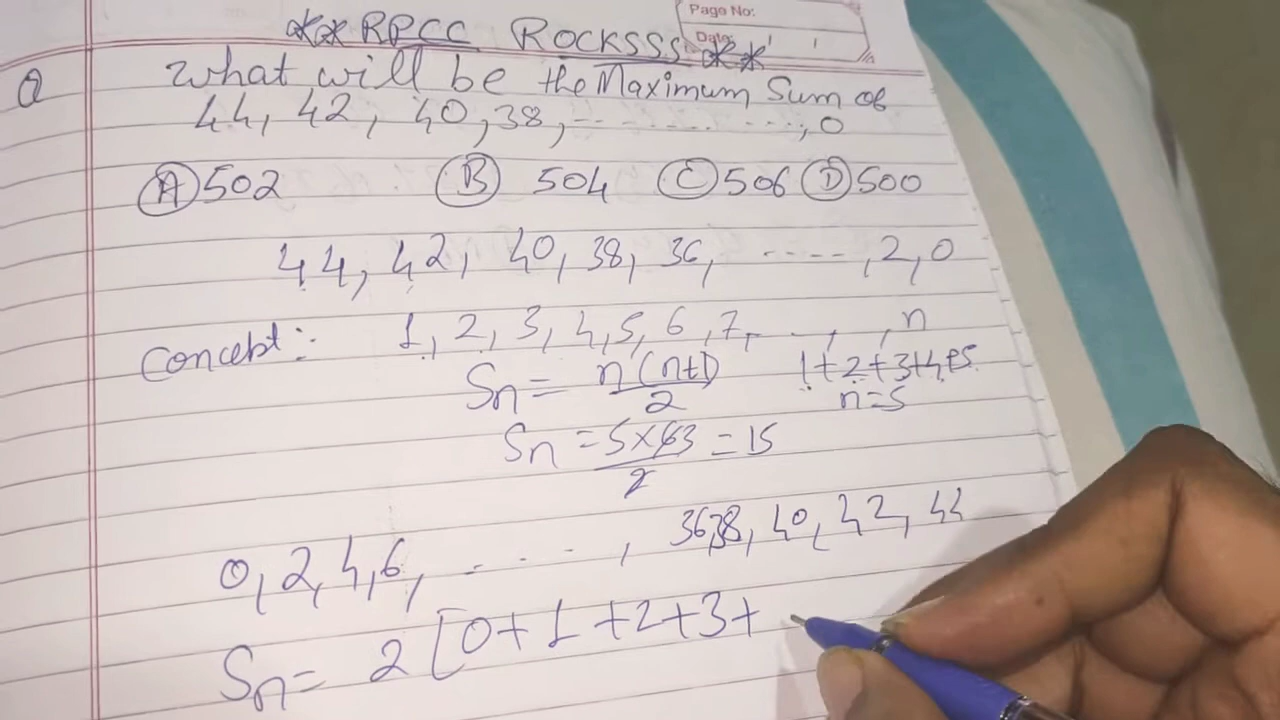 Page No:
Date:
** RPCC ROCKSSS **
Q What will be the Maximum Sum of
44, 42, 40, 38, - - - - - - - - -, 0
(A) 502 (B) 504 (C) 506 (D) 500
44, 42, 40, 38, 36, - - - - -, 2, 0
Concept: 1, 2, 3, 4, 5, 6, 7, - - , , n
Sn = n(n+1)/2 1+2+3+4+5
n=5
Sn = 5×63/2 = 15
0, 2, 4, 6, - - - - , 36, 38, 40, 42, 44
Sn = 2 [0+1+2+3+